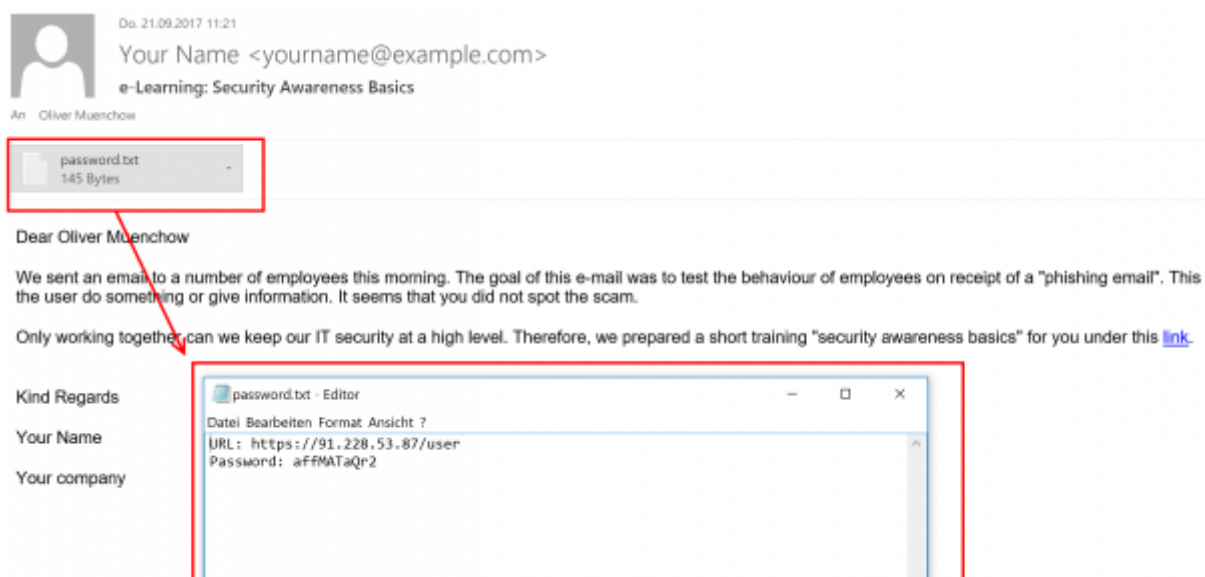 Do. 21.09.2017 11:21
Your Name <yourname@example.com>
e-Learning: Security Awareness Basics
An Oliver Muenchow
password.txt
145 Bytes
Dear Oliver Muenchow
We sent an email to a number of employees this morning. The goal of this e-mail was to test the behaviour of employees on receipt of a "phishing email". This
the user do something or give information. It seems that you did not spot the scam.
Only working together can we keep our IT security at a high level. Therefore, we prepared a short training "security awareness basics" for you under this link.
Kind Regards
Your Name
Your company
password.txt - Editor
Datei Bearbeiten Format Ansicht ?
URL: https://91.228.53.87/user
Password: affMATaQr2